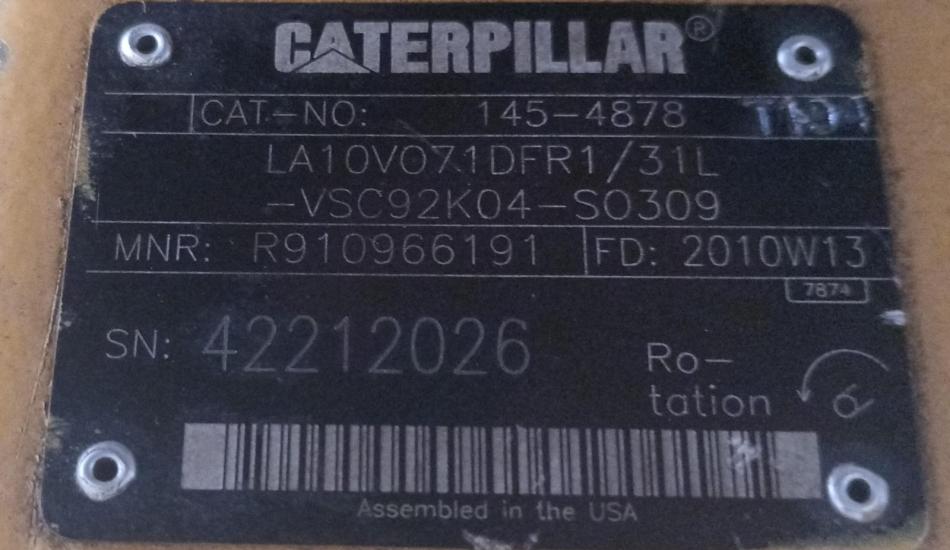 CATERPILLAR®
CAT-NO: 145-4878
LA10VO71DFR1/31L
-VSC92K04-SO309
MNR: R910966191 FD: 2010W13
7874
SN: 42212026
Ro-
tation
Assembled in the USA